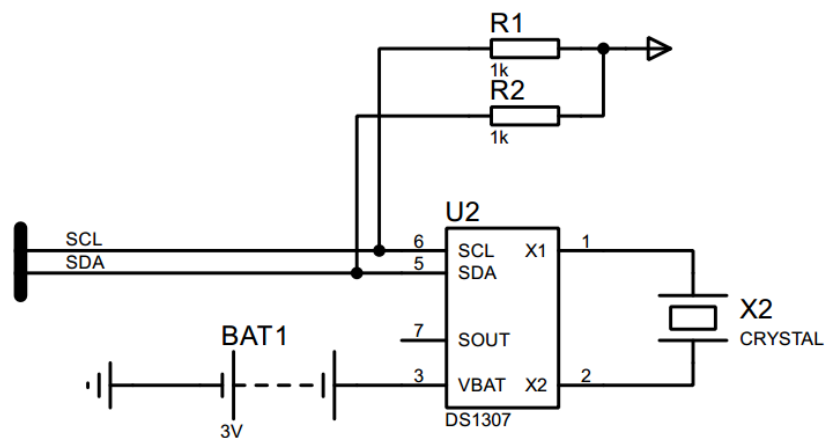 R1
1k
R2
1k
U2
SCL
SDA
6
5
7
3
SCL
SDA
SOUT
VBAT
X1
X2
1
2
DS1307
X2
CRYSTAL
BAT1
3V